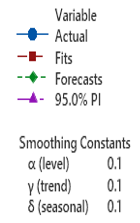 Variable
Actual
Fits
Forecasts
95.0% PI
Smoothing Constants
α (level) 0.1
γ (trend) 0.1
δ (seasonal) 0.1